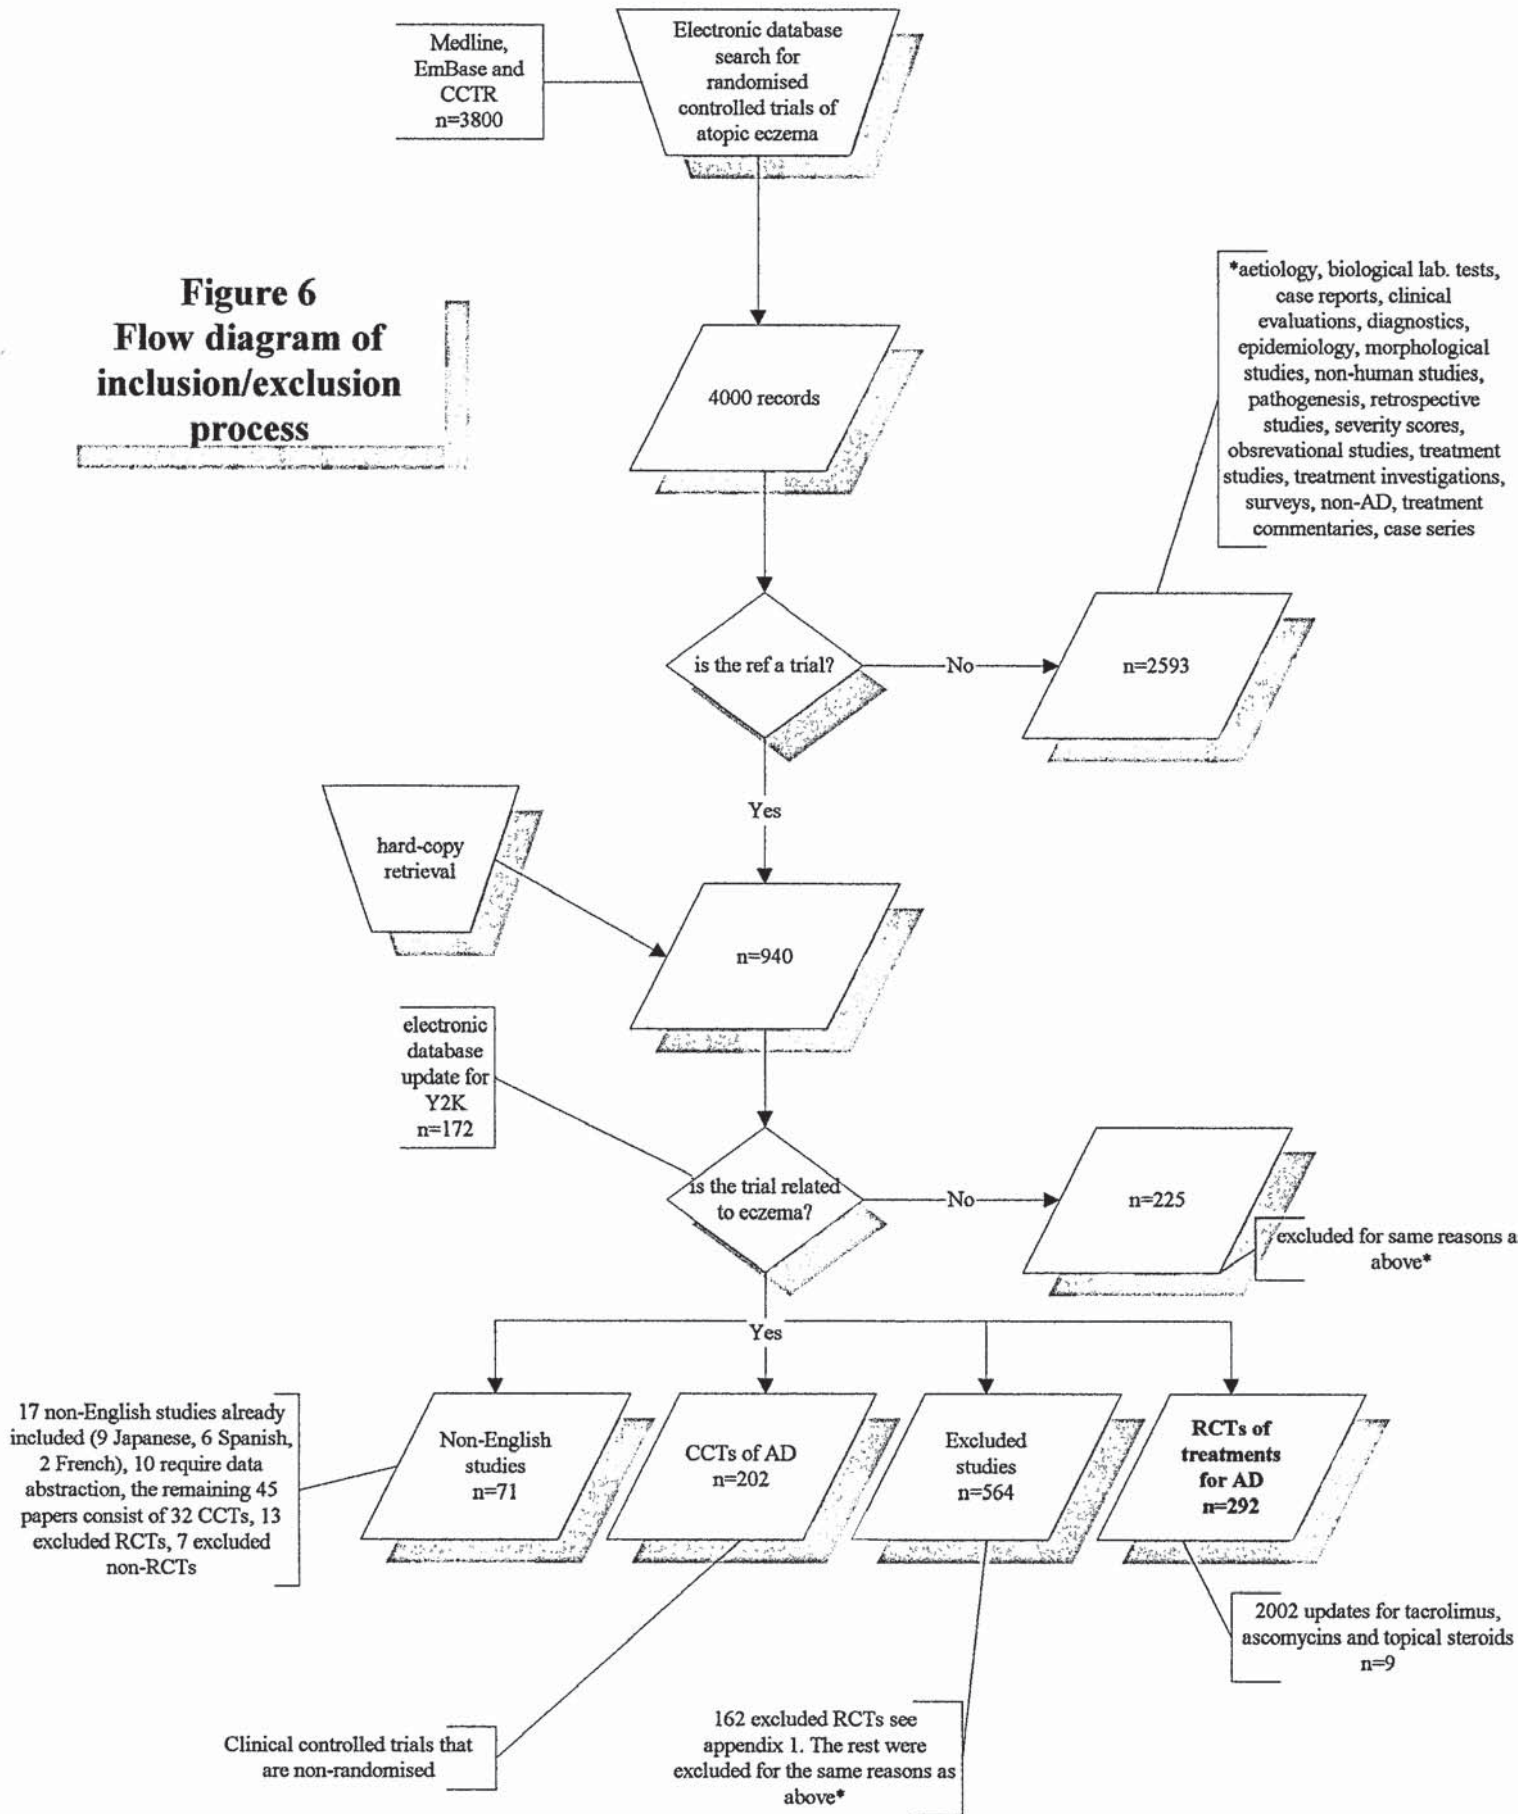 Medline,
EmBase and
CCTR
n=3800
Electronic database
search for
randomised
controlled trials of
atopic eczema
Figure 6
Flow diagram of
inclusion/exclusion
process
4000 records
*aetiology, biological lab. tests,
case reports, clinical
evaluations, diagnostics,
epidemiology, morphological
studies, non-human studies,
pathogenesis, retrospective
studies, severity scores,
obsrevational studies, treatment
studies, treatment investigations,
surveys, non-AD, treatment
commentaries, case series
is the ref a trial?
No
n=2593
Yes
hard-copy
retrieval
n=940
electronic
database
update for
Y2K
n=172
is the trial related
to eczema?
No
n=225
excluded for same reasons a
above*
Yes
17 non-English studies already
included (9 Japanese, 6 Spanish,
2 French), 10 require data
abstraction, the remaining 45
papers consist of 32 CCTs, 13
excluded RCTs, 7 excluded
non-RCTs
Non-English
studies
n=71
CCTs of AD
n=202
Excluded
studies
n=564
RCTs of
treatments
for AD
n=292
2002 updates for tacrolimus,
ascomycins and topical steroids
n=9
Clinical controlled trials that
are non-randomised
162 excluded RCTs see
appendix 1. The rest were
excluded for the same reasons as
above*